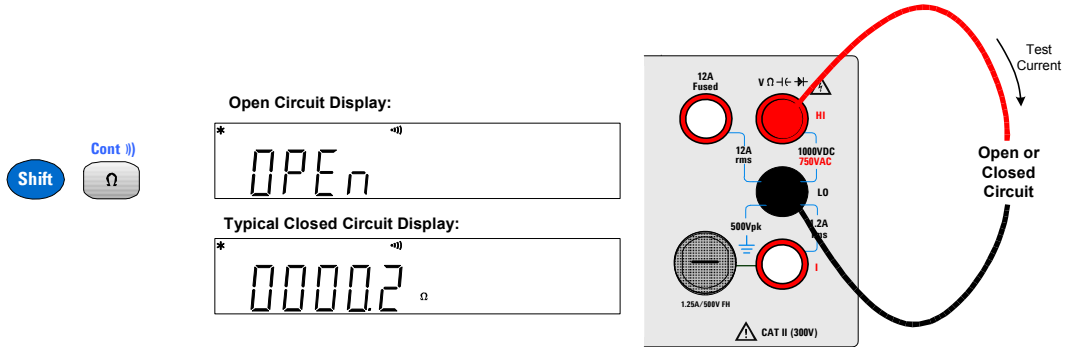 Cont
Shift
Ω
Open Circuit Display:
*
OPEn
Typical Closed Circuit Display:
*
0000.2 Ω
12A
Fused
V Ω
HI
12A
rms
1000VDC
750VAC
LO
500Vpk
1.2A
rms
I
1.25A/500V FH
CAT II (300V)
Test
Current
Open or
Closed
Circuit